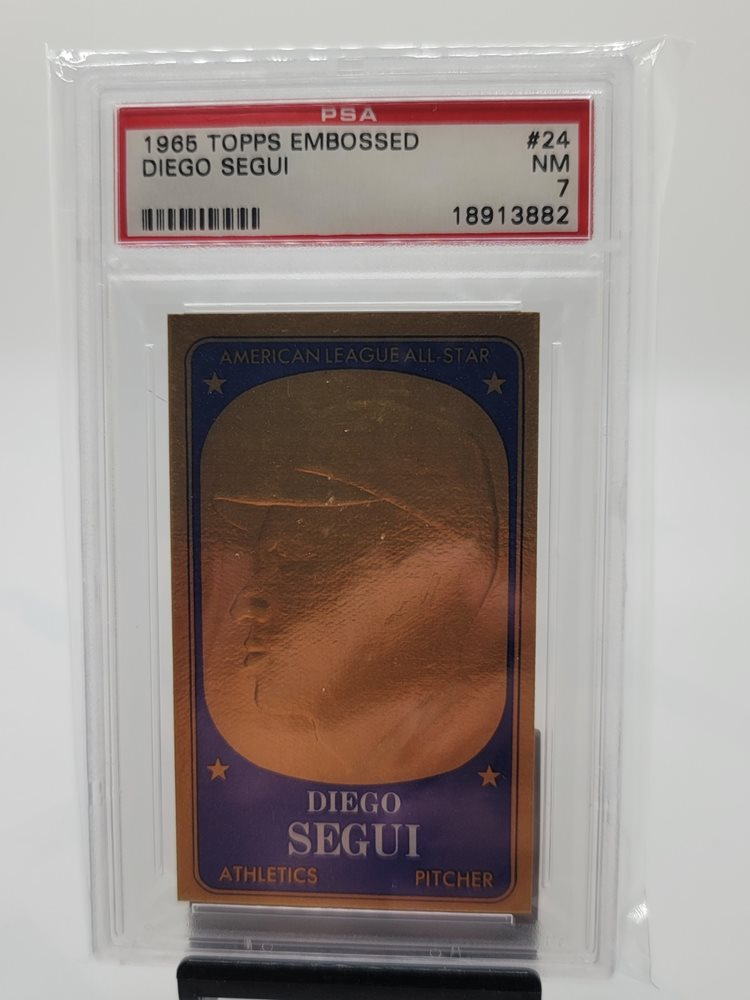 PSA
1965 TOPPS EMBOSSED #24
DIEGO SEGUI NM
7
18913882
AMERICAN LEAGUE ALL-STAR
DIEGO
SEGUI
ATHLETICS PITCHER